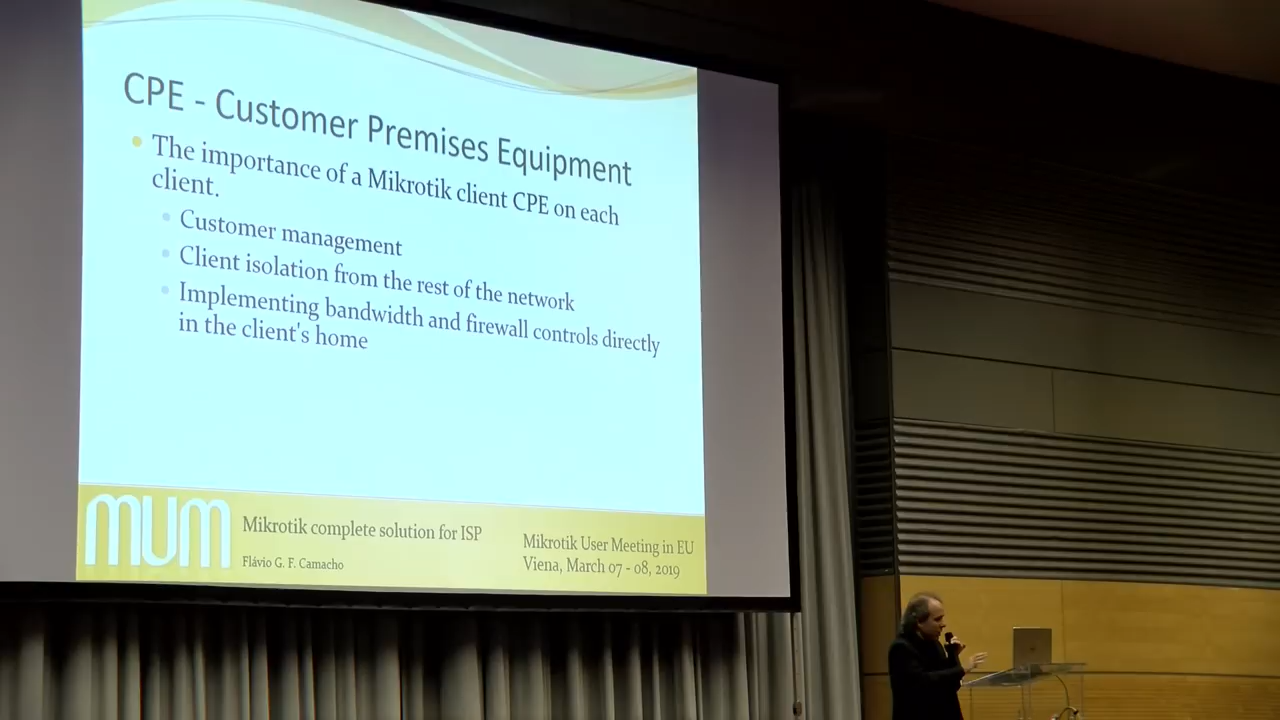 CPE - Customer Premises Equipment
The importance of a Mikrotik client CPE on each
client.
Customer management
Client isolation from the rest of the network
Implementing bandwidth and firewall controls directly
in the client's home
MUM
Mikrotik complete solution for ISP
Flávio G. F. Camacho
Mikrotik User Meeting in EU
Viena, March 07 - 08, 2019